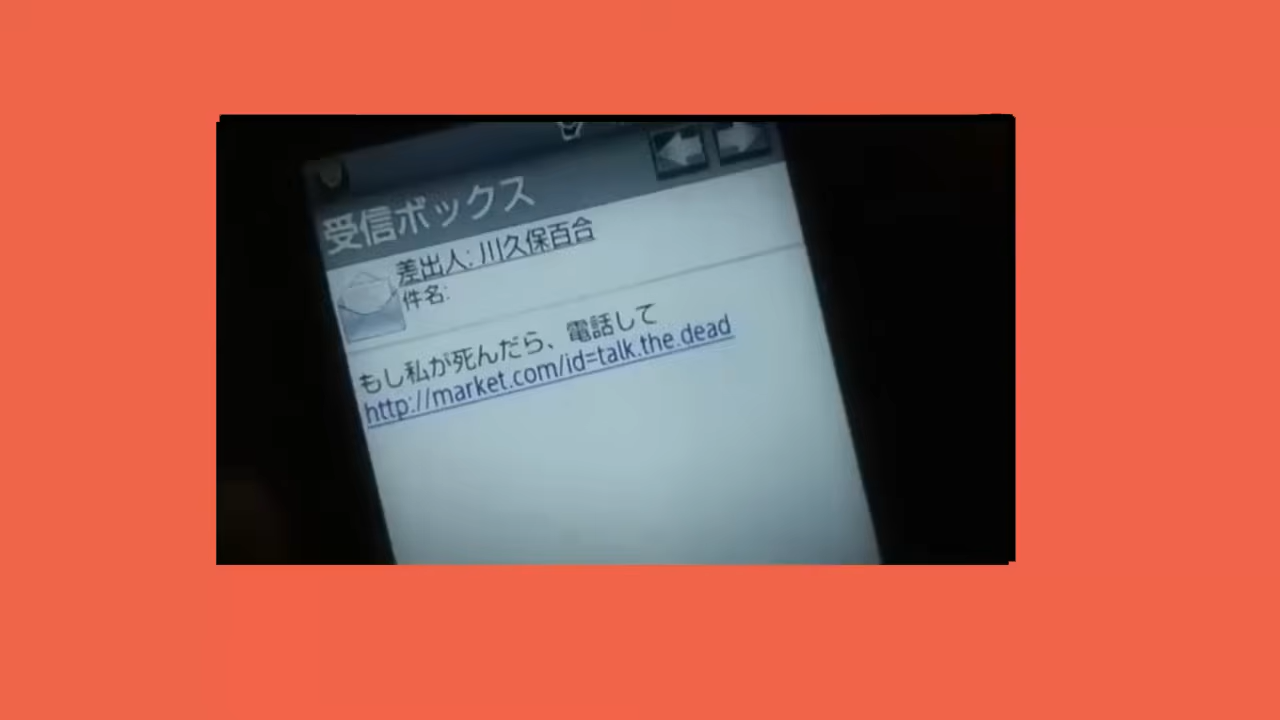 受信ボックス
差出人: 川久保百合
件名:
もし私が死んだら、電話して
http://market.com/id=talk.the.dead